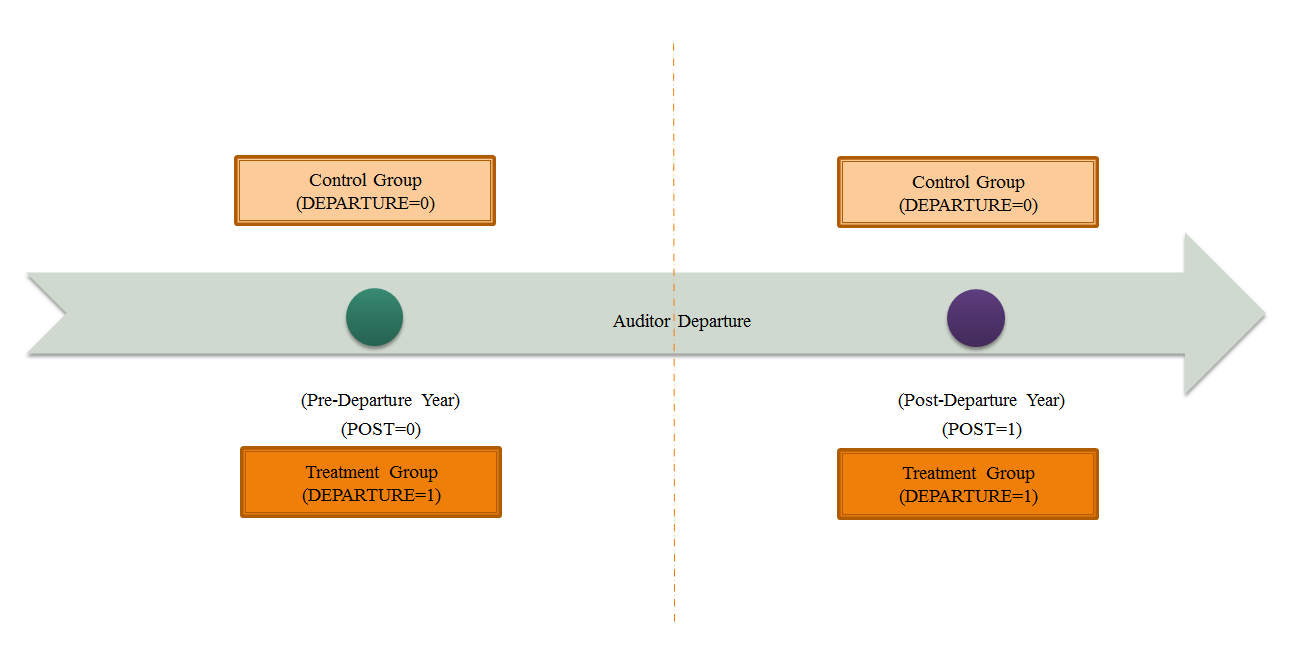 Control Group
(DEPARTURE=0)
Control Group
(DEPARTURE=0)
Auditor Departure
(Pre-Departure Year)
(POST=0)
(Post-Departure Year)
(POST=1)
Treatment Group
(DEPARTURE=1)
Treatment Group
(DEPARTURE=1)